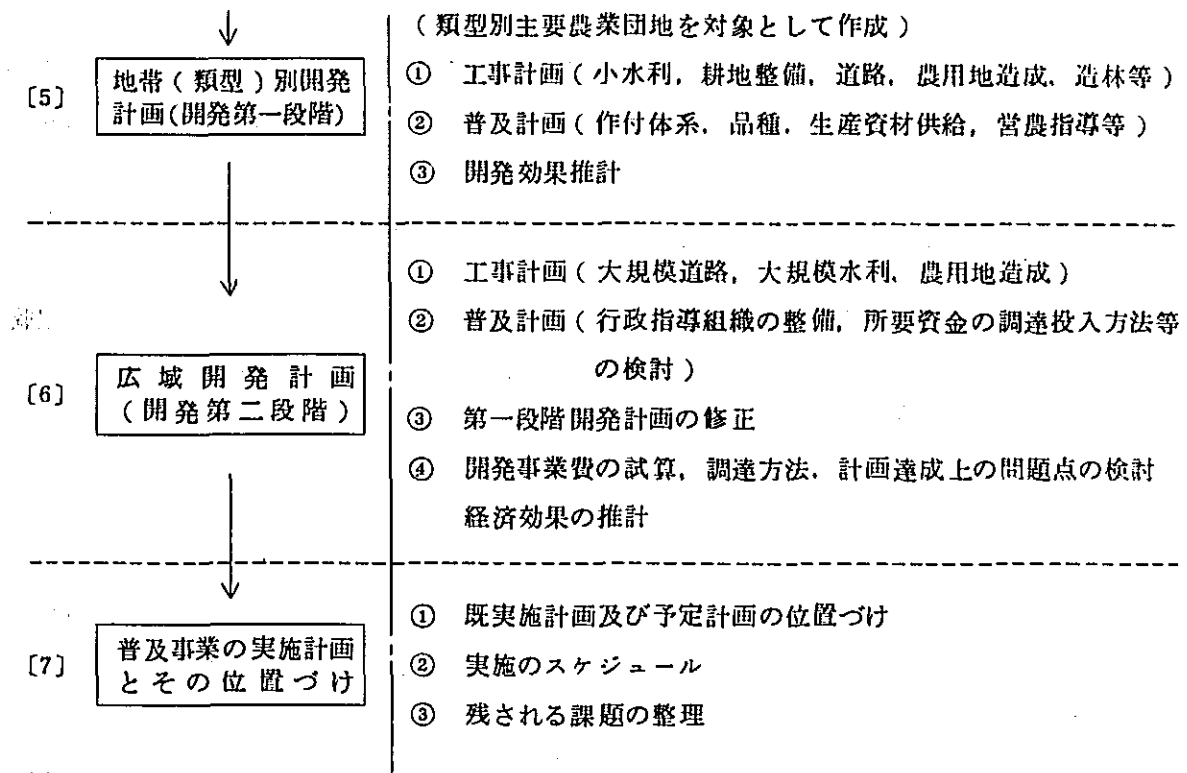 (類型別主要農業団地を対象として作成)
〔5〕
地帯(類型)別開発
計画(開発第一段階)
① 工事計画(小水利,耕地整備,道路,農用地造成,造林等)
② 普及計画(作付体系,品種,生産資材供給,営農指導等)
③ 開発効果推計
〔6〕
広域開発計画
(開発第二段階)
① 工事計画(大規模道路,大規模水利、農用地造成)
② 普及計画(行政指導組織の整備,所要資金の調達投入方法等
の検討)
③ 第一段階開発計画の修正
④ 開発事業費の試算,調達方法,計画達成上の問題点の検討
経済効果の推計
〔7〕
普及事業の実施計画
とその位置づけ
① 既実施計画及び予定計画の位置づけ
② 実施のスケジュール
③ 残される課題の整理